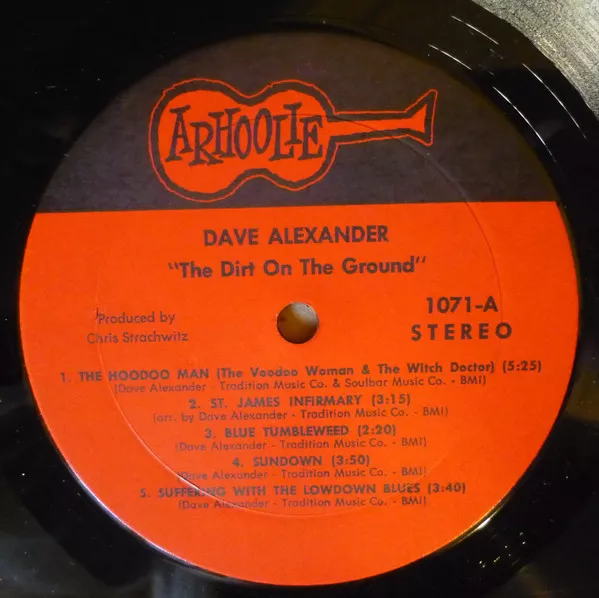 ARHOOLIE
DAVE ALEXANDER
"The Dirt On The Ground"
Produced by
Chris Strachwitz
1071-A
STEREO
1. THE HOODOO MAN (The Voodoo Woman & The Witch Doctor) (5:25)
(Dave Alexander - Tradition Music Co. & Soulbar Music Co. - BMI)
2. ST. JAMES INFIRMARY (3:15)
(arr. by Dave Alexander - Tradition Music Co. - BMI)
3. BLUE TUMBLEWEED (2:20)
(Dave Alexander - Tradition Music Co. - BMI)
4. SUNDOWN (3:50)
(Dave Alexander - Tradition Music Co. - BMI)
5. SUFFERING WITH THE LOWDOWN BLUES (3:40)
(Dave Alexander - Tradition Music Co. - BMI)